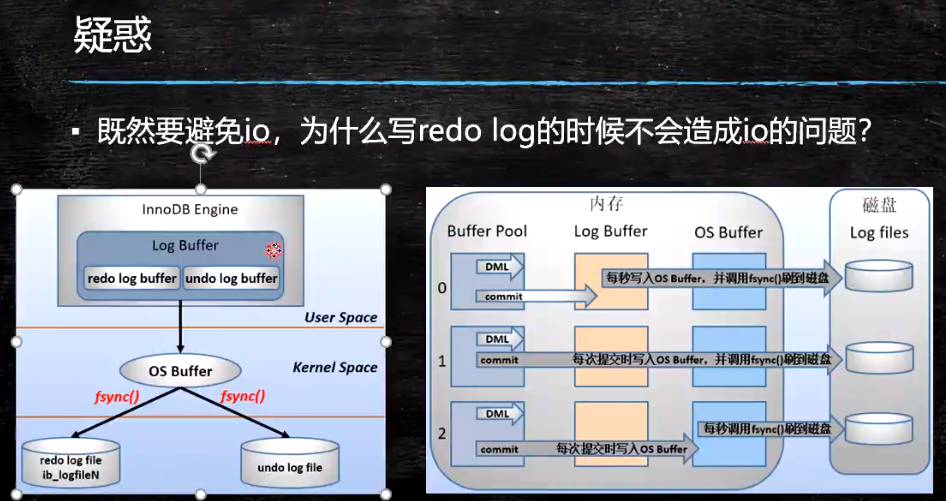 疑惑
▪ 既然要避免io，为什么写redo log的时候不会造成io的问题？
InnoDB Engine
Log Buffer
redo log buffer
undo log buffer
User Space
OS Buffer
Kernel Space
fsync()
fsync()
redo log file
ib_logfileN
undo log file
内存
磁盘
Buffer Pool
Log Buffer
OS Buffer
Log files
0
DML
commit
每秒写入OS Buffer，并调用fsync()刷到磁盘
1
DML
commit
每次提交时写入OS Buffer，并调用fsync()刷到磁盘
2
DML
commit
每次提交时写入OS Buffer
每秒调用fsync()刷到磁盘